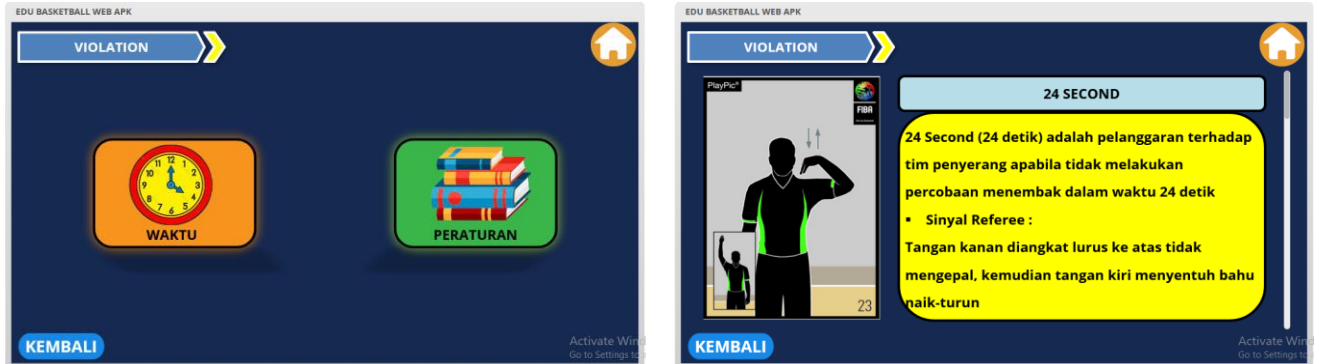 EDU BASKETBALL WEB APK
VIOLATION
WAKTU
PERATURAN
KEMBALI
Activate Win
Go to Settings to
EDU BASKETBALL WEB APK
VIOLATION
PlayPic®
FIBA
23
24 SECOND
24 Second (24 detik) adalah pelanggaran terhadap
tim penyerang apabila tidak melakukan
percobaan menembak dalam waktu 24 detik
▪ Sinyal Referee :
Tangan kanan diangkat lurus ke atas tidak
mengepal, kemudian tangan kiri menyentuh bahu
naik-turun
KEMBALI
Activate Wind
Go to Settings to